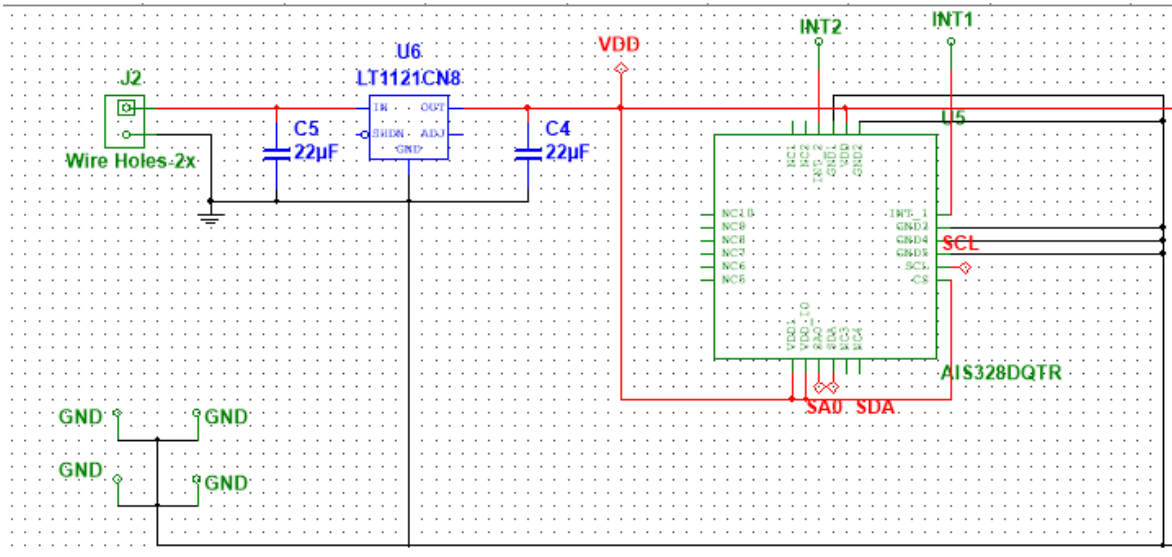 INT2
INT1
VDD
U6
LT1121CN8
J2
IN OUT
SHDN ADJ
GND
C5
22µF
C4
22µF
Wire Holes-2x
U5
NC1
NC2
INT_2
GND1
VDD
GND2
NC10
NC9
NC8
NC7
NC6
NC5
INT_1
GND3
GND4
GND5
SCL
CS
SCL
VDD1
VDD_IO
SA0
SDA
NC3
NC4
AIS328DQTR
SA0 SDA
GND GND
GND GND